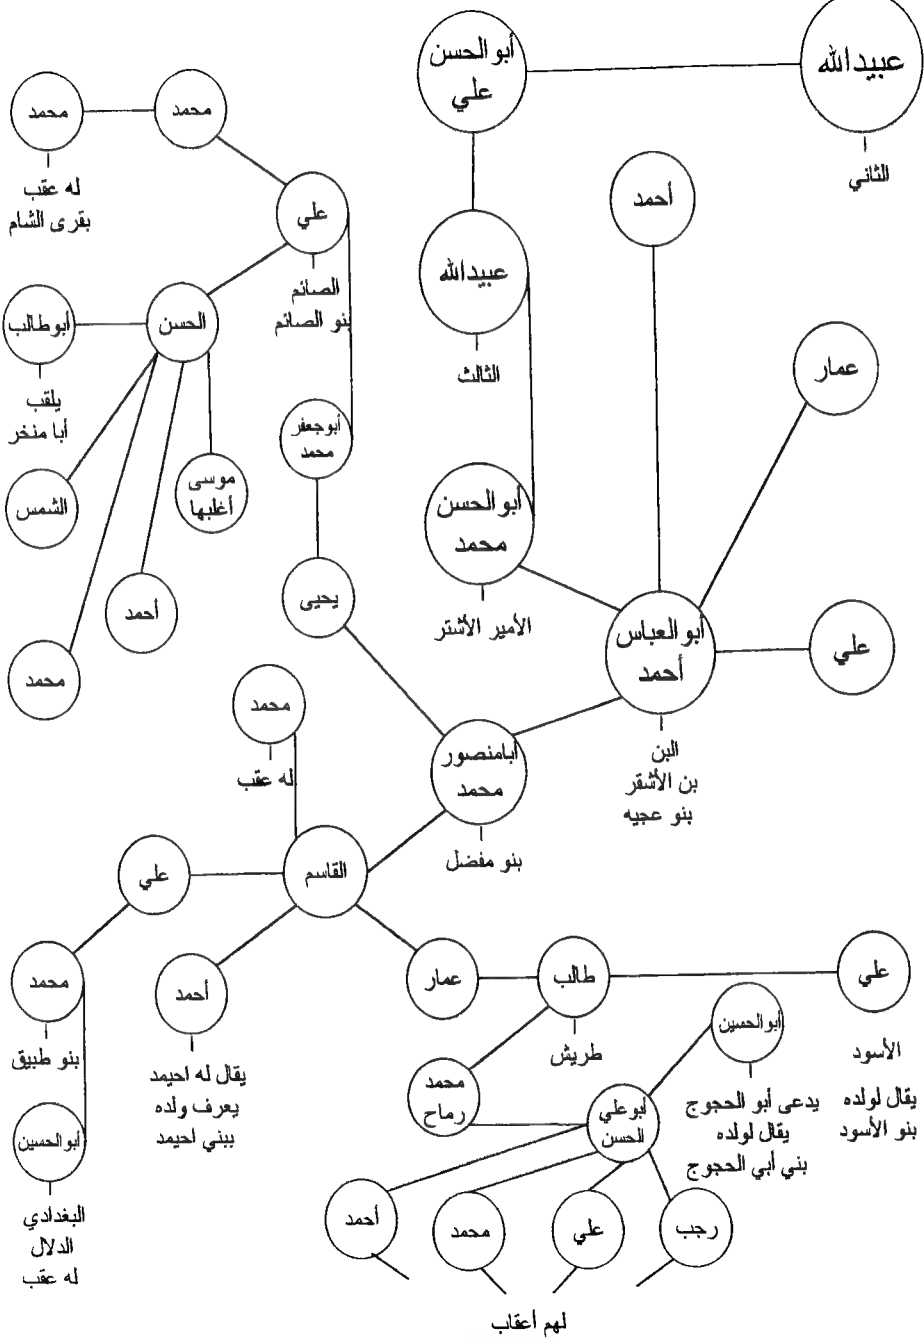 عبيدالله
الثاني
أبو الحسن
علي
عبيدالله
الثالث
أبو الحسن
محمد
الأمير الأشتر
أحمد
عمار
علي
أبو العباس
أحمد
البن
بن الأشقر
بنو عجيه
أبامنصور
محمد
بنو مفضل
يحيى
أبوجعفر
محمد
علي
الصائم
بنو الصائم
محمد
محمد
له عقب
بقرى الشام
الحسن
أبوطالب
يلقب
أبا منخر
الشمس
محمد
أحمد
موسى
أغلبها
القاسم
محمد
له عقب
علي
محمد
بنو طبيق
أبو الحسين
البغدادي
الدلال
له عقب
أحمد
يقال له احيمد
يعرف ولده
ببني احيمد
عمار
طالب
طريش
علي
الأسود
يقال لولده
بنو الأسود
محمد
رماح
أبوعلي
الحسن
أبو الحسين
يدعى أبو الحجوج
يقال لولده
بني أبي الحجوج
رجب
علي
محمد
أحمد
لهم أعقاب